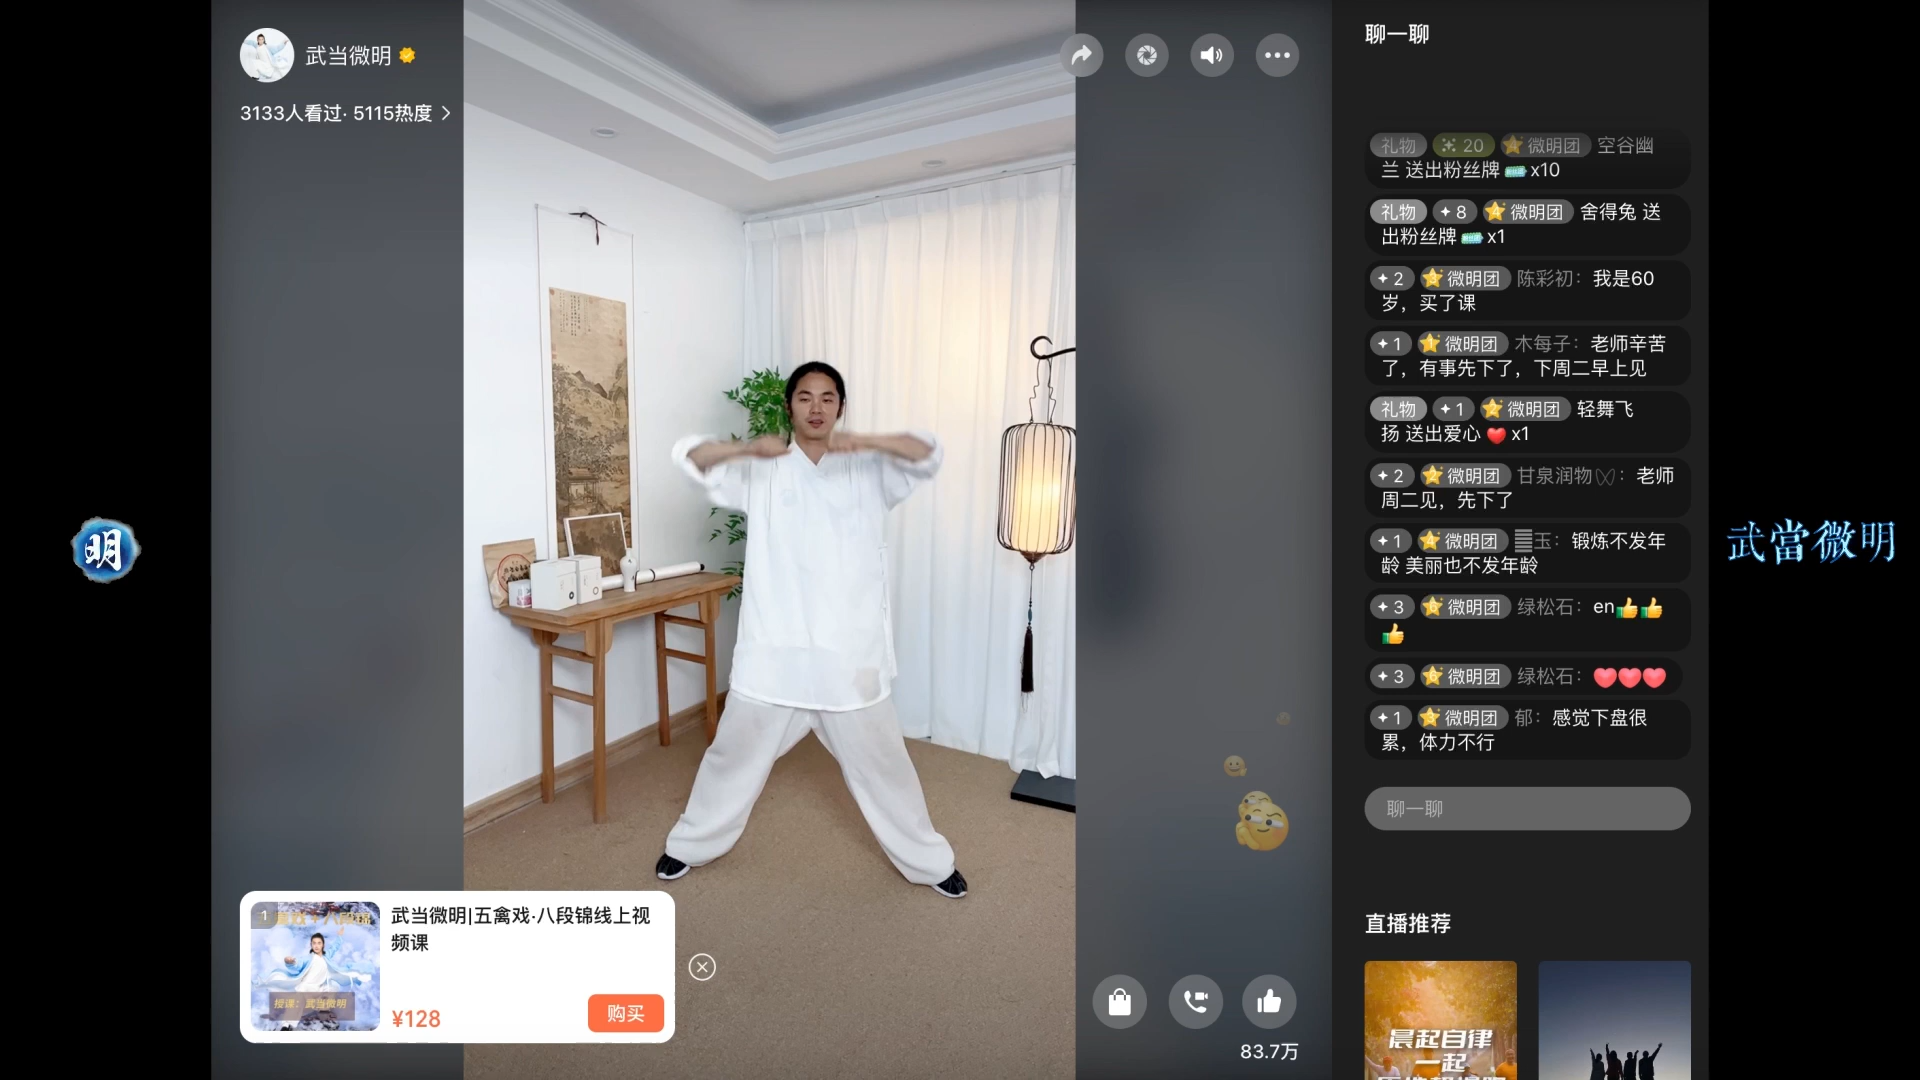 武当微明
3133人看过· 5115热度
聊一聊
礼物 20 微明团 空谷幽
兰 送出粉丝牌 x10
礼物 8 微明团 舍得兔 送
出粉丝牌 x1
2 微明团 陈彩初：我是60
岁，买了课
1 微明团 木每子：老师辛苦
了，有事先下了，下周二早上见
礼物 1 微明团 轻舞飞
扬 送出爱心 ❤️ x1
2 微明团 甘泉润物：老师
周二见，先下了
1 微明团 玉：锻炼不发年
龄 美丽也不发年龄
3 微明团 绿松石：en👍👍
👍
3 微明团 绿松石：❤️❤️❤️
1 微明团 郁：感觉下盘很
累，体力不行
聊一聊
明
武當微明
1
授课：武当微明
武当微明|五禽戏·八段锦线上视
频课
¥128
购买
83.7万
直播推荐
晨起自律
一起